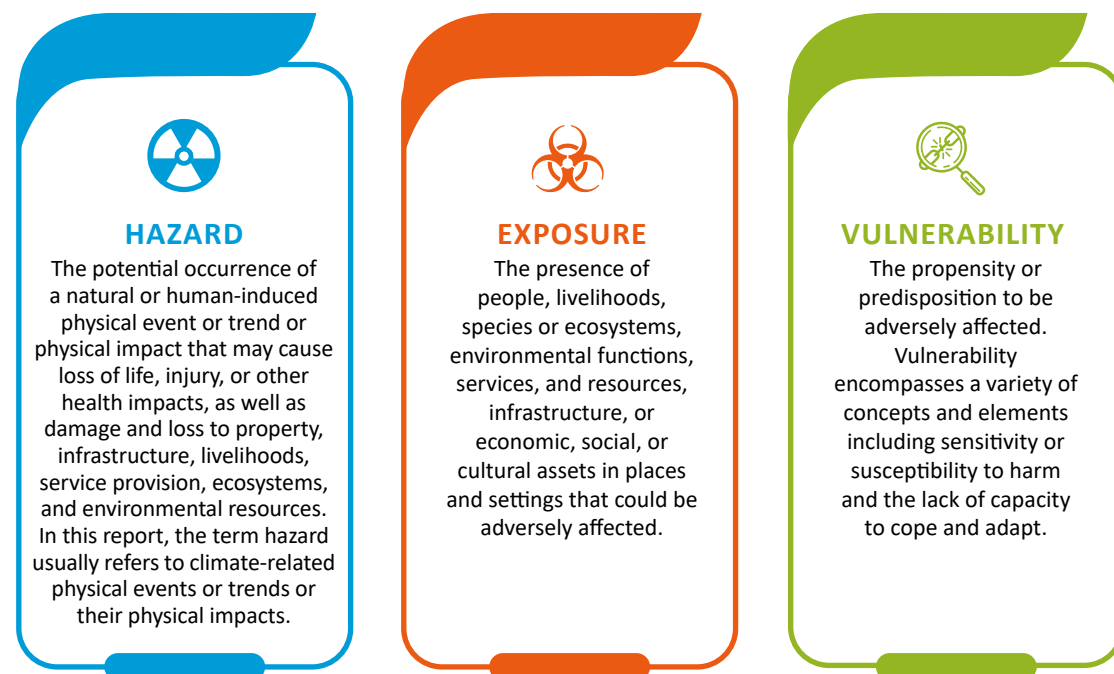 HAZARD
The potential occurrence of
a natural or human-induced
physical event or trend or
physical impact that may cause
loss of life, injury, or other
health impacts, as well as
damage and loss to property,
infrastructure, livelihoods,
service provision, ecosystems,
and environmental resources.
In this report, the term hazard
usually refers to climate-related
physical events or trends or
their physical impacts.
EXPOSURE
The presence of
people, livelihoods,
species or ecosystems,
environmental functions,
services, and resources,
infrastructure, or
economic, social, or
cultural assets in places
and settings that could be
adversely affected.
VULNERABILITY
The propensity or
predisposition to be
adversely affected.
Vulnerability
encompasses a variety of
concepts and elements
including sensitivity or
susceptibility to harm
and the lack of capacity
to cope and adapt.